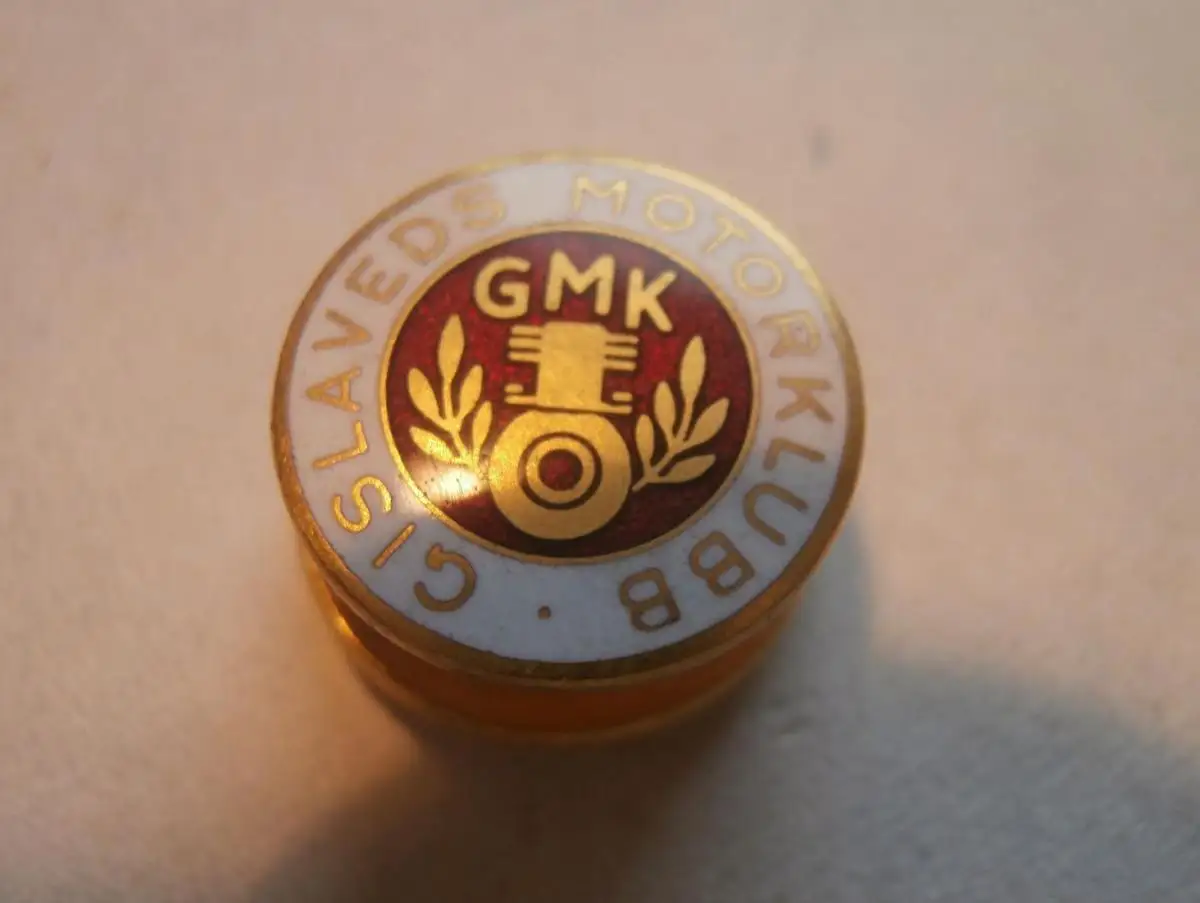 GISLAVEDS MOTORKLUBB ·
GMK